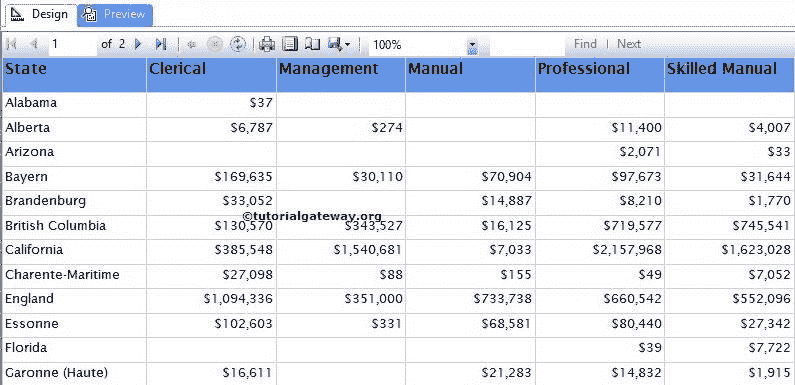 Design Preview
1 of 2 100% Find | Next
State Clerical Management Manual Professional Skilled Manual
Alabama $37
Alberta $6,787 $274 $11,400 $4,007
Arizona $2,071 $33
Bayern $169,635 $30,110 $70,904 $97,673 $31,644
Brandenburg $33,052 $14,887 $8,210 $1,770
©tutorialgateway.org
British Columbia $130,570 $343,527 $16,125 $719,577 $745,541
California $385,548 $1,540,681 $7,033 $2,157,968 $1,623,028
Charente-Maritime $27,098 $88 $155 $49 $7,052
England $1,094,336 $351,000 $733,738 $660,542 $552,096
Essonne $102,603 $331 $68,581 $80,440 $27,342
Florida $39 $7,722
Garonne (Haute) $16,611 $21,283 $14,832 $1,915